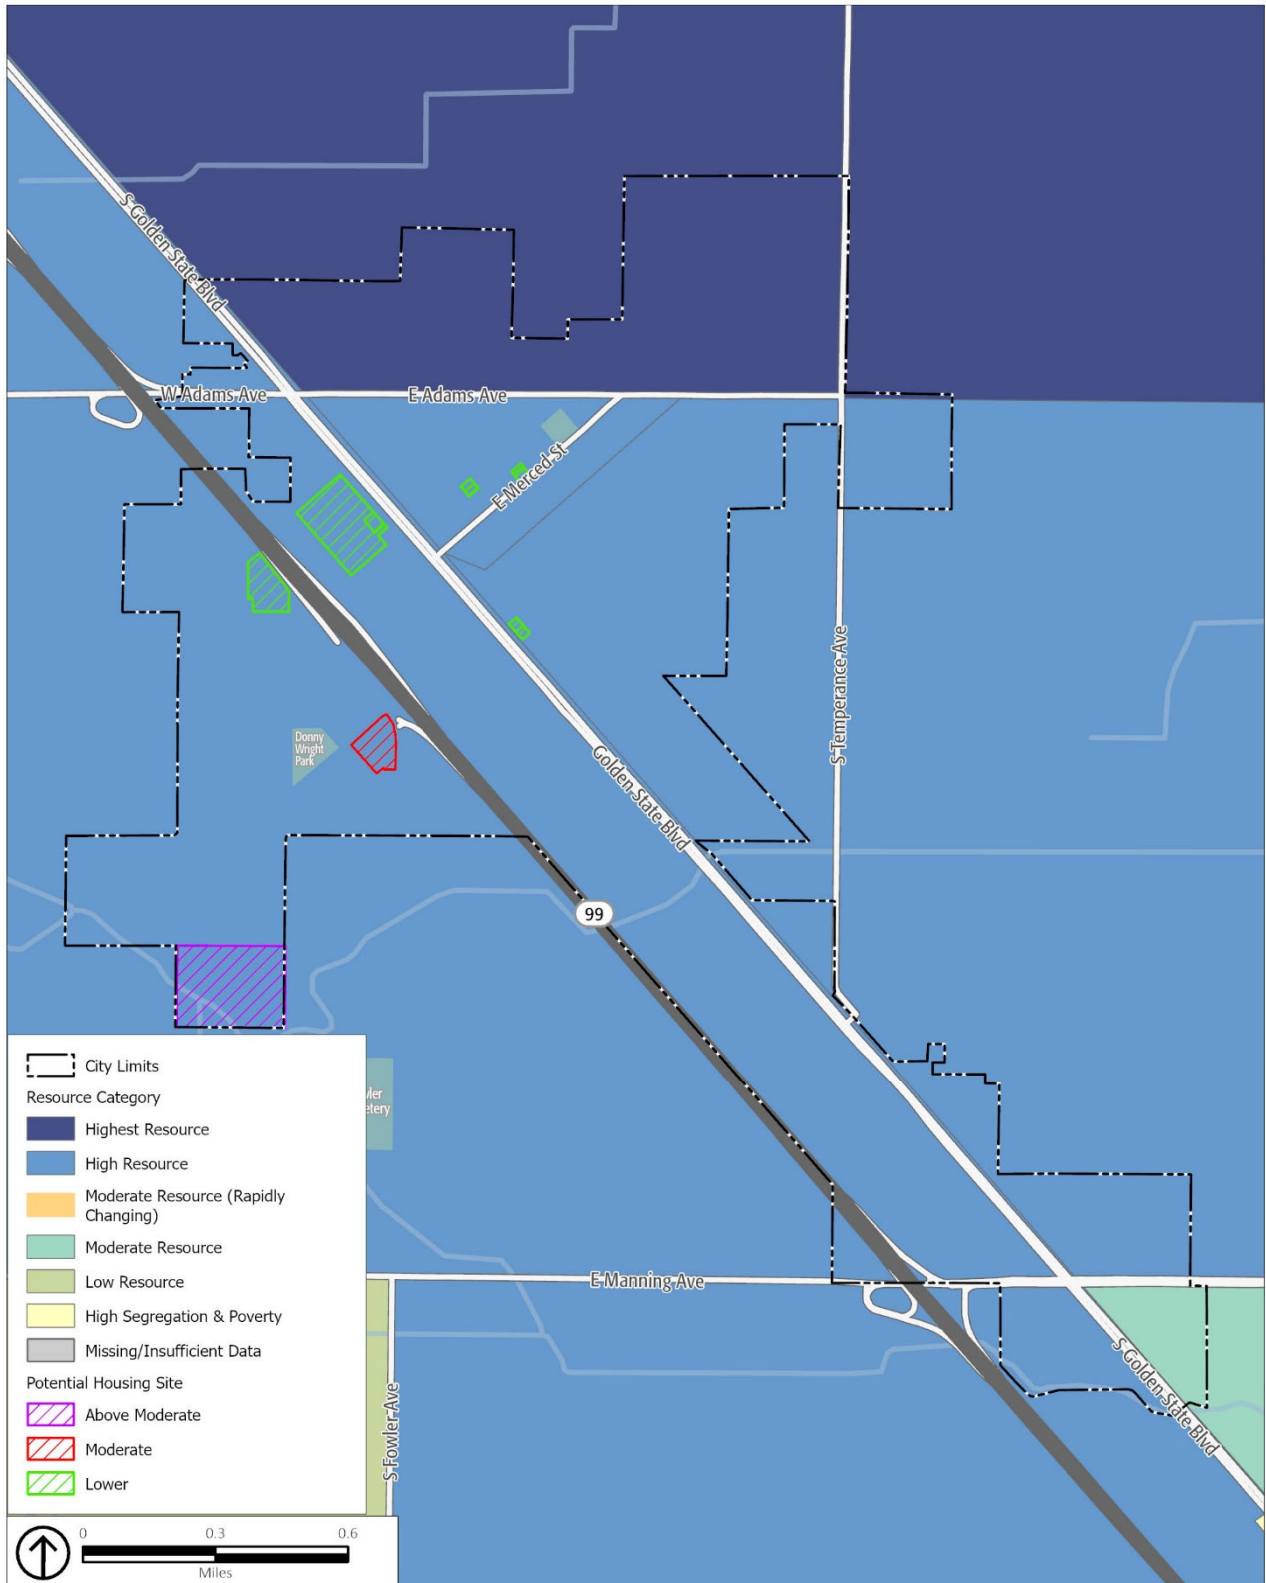 S Golden State Blvd
W Adams Ave
E Adams Ave
E Merced St
S Temperance Ave
Donny
Wright
Park
Golden State Blvd
99
City Limits
Resource Category
Highest Resource
High Resource
Moderate Resource (Rapidly
Changing)
Moderate Resource
Low Resource
High Segregation & Poverty
Missing/Insufficient Data
Potential Housing Site
Above Moderate
Moderate
Lower
wler
etery
E Manning Ave
S Fowler Ave
S Golden State Blvd
0 0.3 0.6
Miles